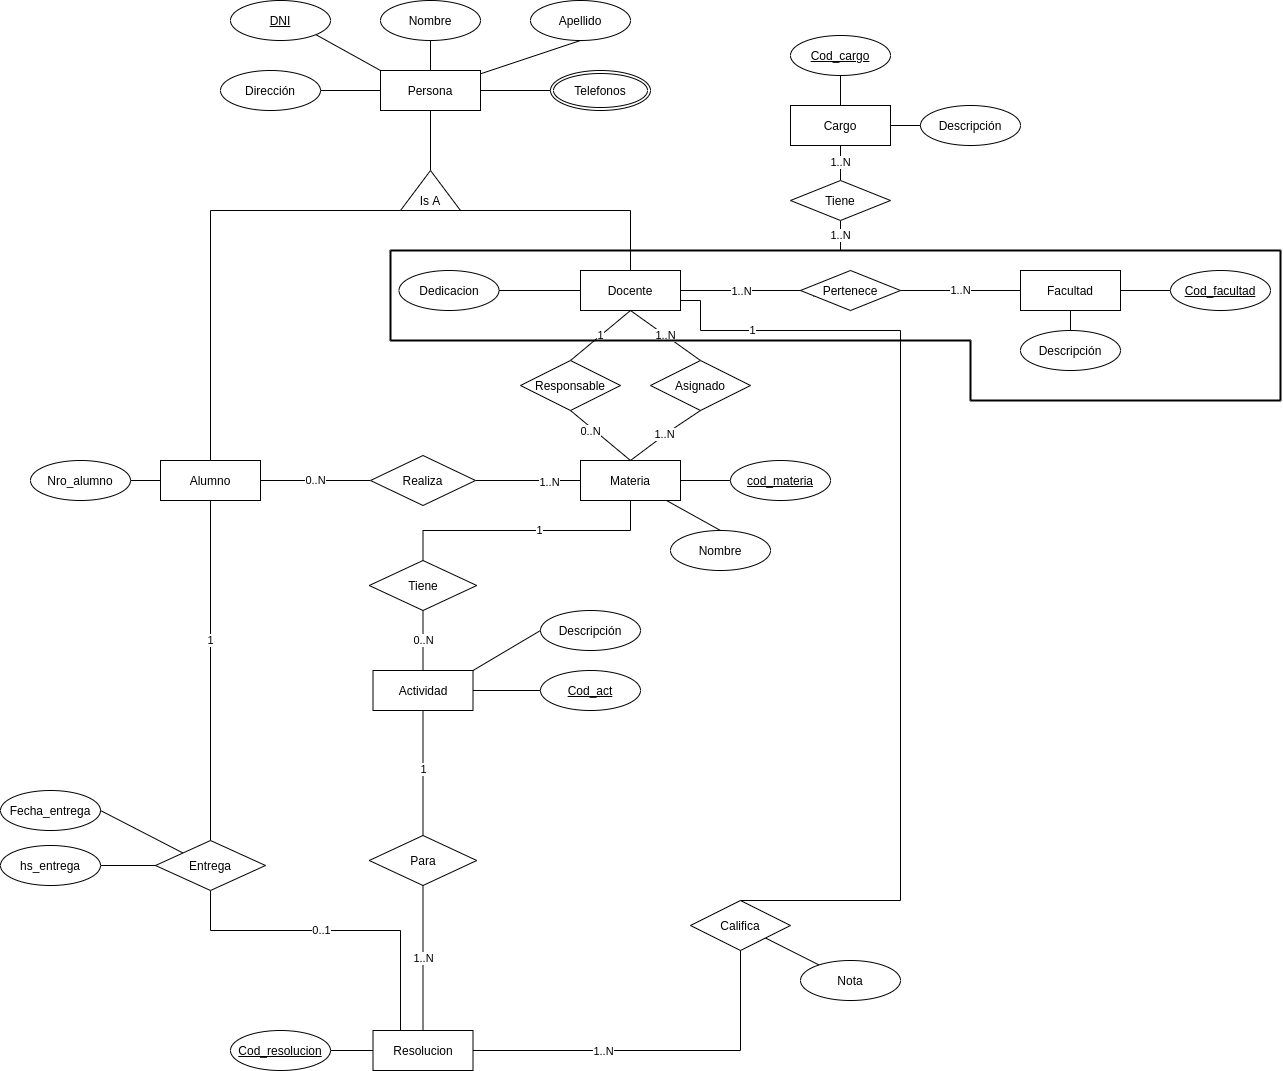 DNI
Nombre
Apellido
Dirección
Persona
Telefonos
Is A
Cod_cargo
Cargo
Descripción
1..N
Tiene
1..N
Dedicacion
Docente
1..N
Pertenece
1..N
Facultad
Cod_facultad
Descripción
1
1
1..N
Responsable
Asignado
0..N
1..N
Nro_alumno
Alumno
0..N
Realiza
1..N
Materia
cod_materia
Nombre
1
Tiene
0..N
Descripción
Actividad
Cod_act
1
1
Fecha_entrega
hs_entrega
Entrega
Para
0..1
1..N
Califica
Nota
Cod_resolucion
Resolucion
1..N